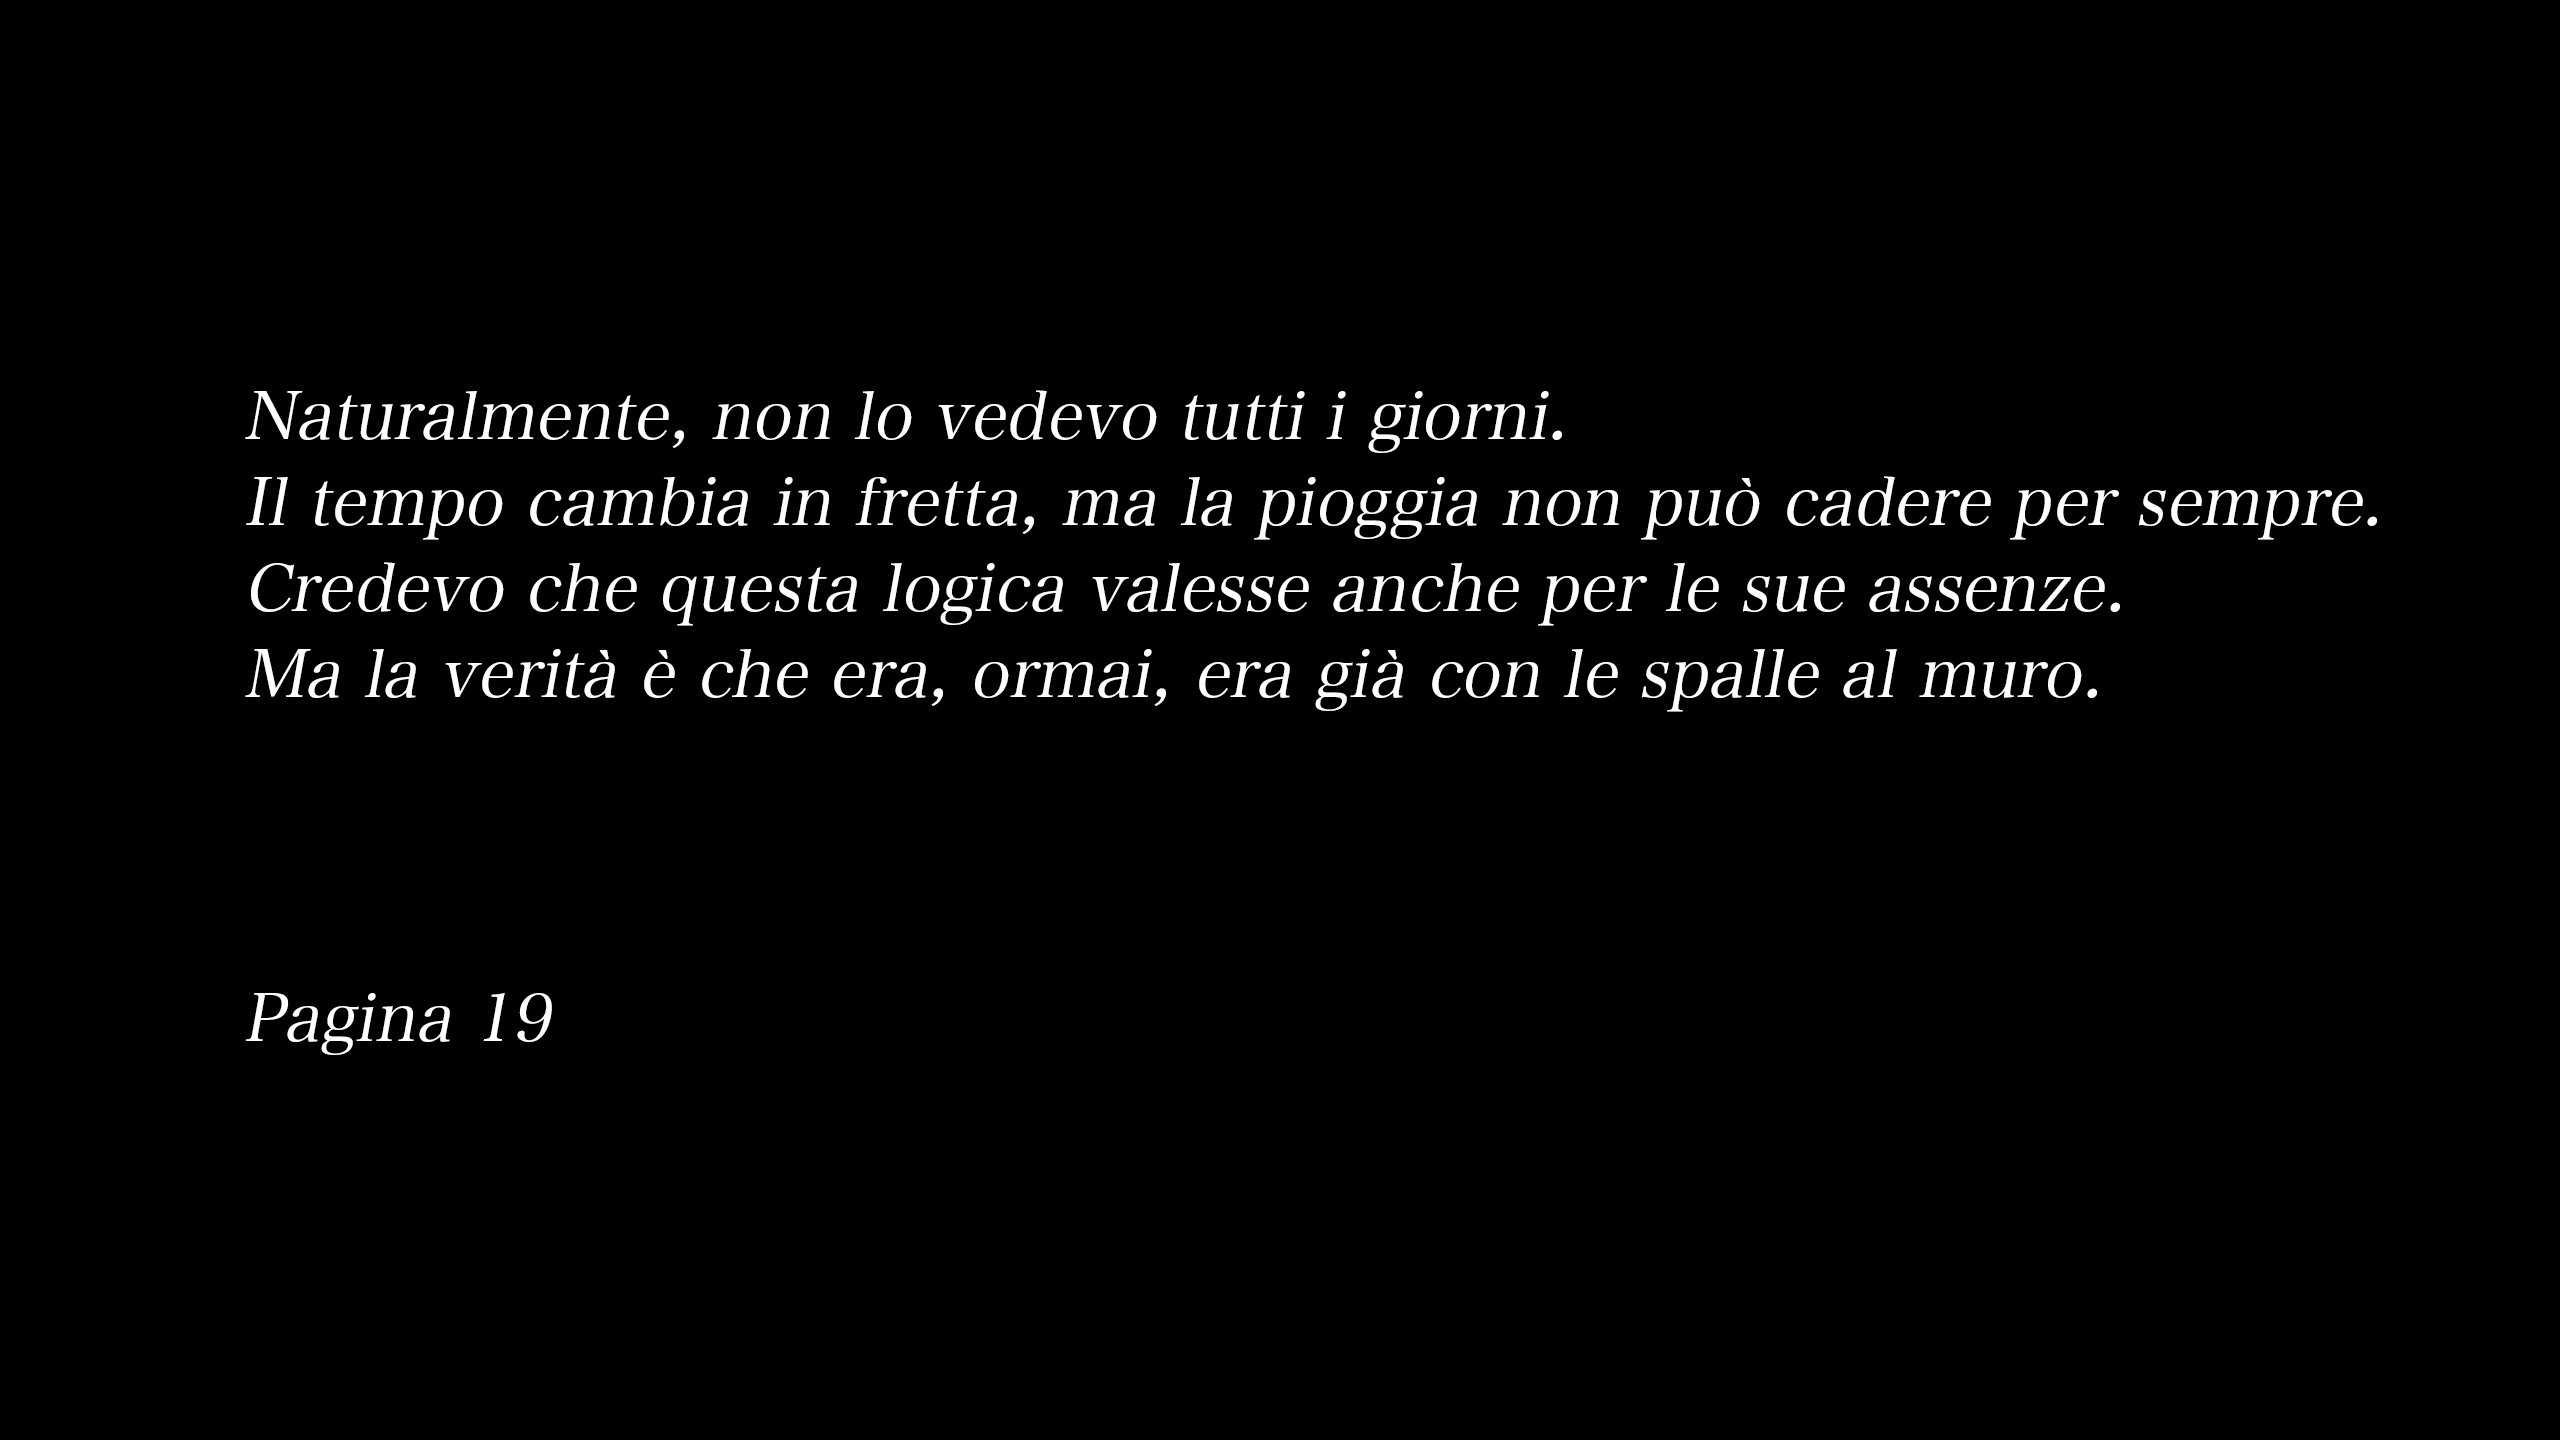 Naturalmente, non lo vedevo tutti i giorni.
Il tempo cambia in fretta, ma la pioggia non può cadere per sempre.
Credevo che questa logica valesse anche per le sue assenze.
Ma la verità è che era, ormai, era già con le spalle al muro.
Pagina 19